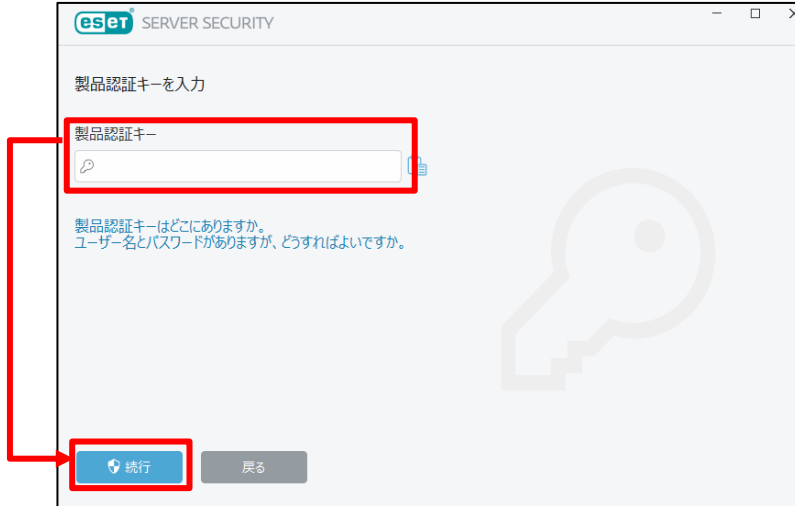 eset SERVER SECURITY
製品認証キーを入力
製品認証キー
製品認証キーはどこにありますか。
ユーザー名とパスワードがありますが、どうすればよいですか。
続行
戻る